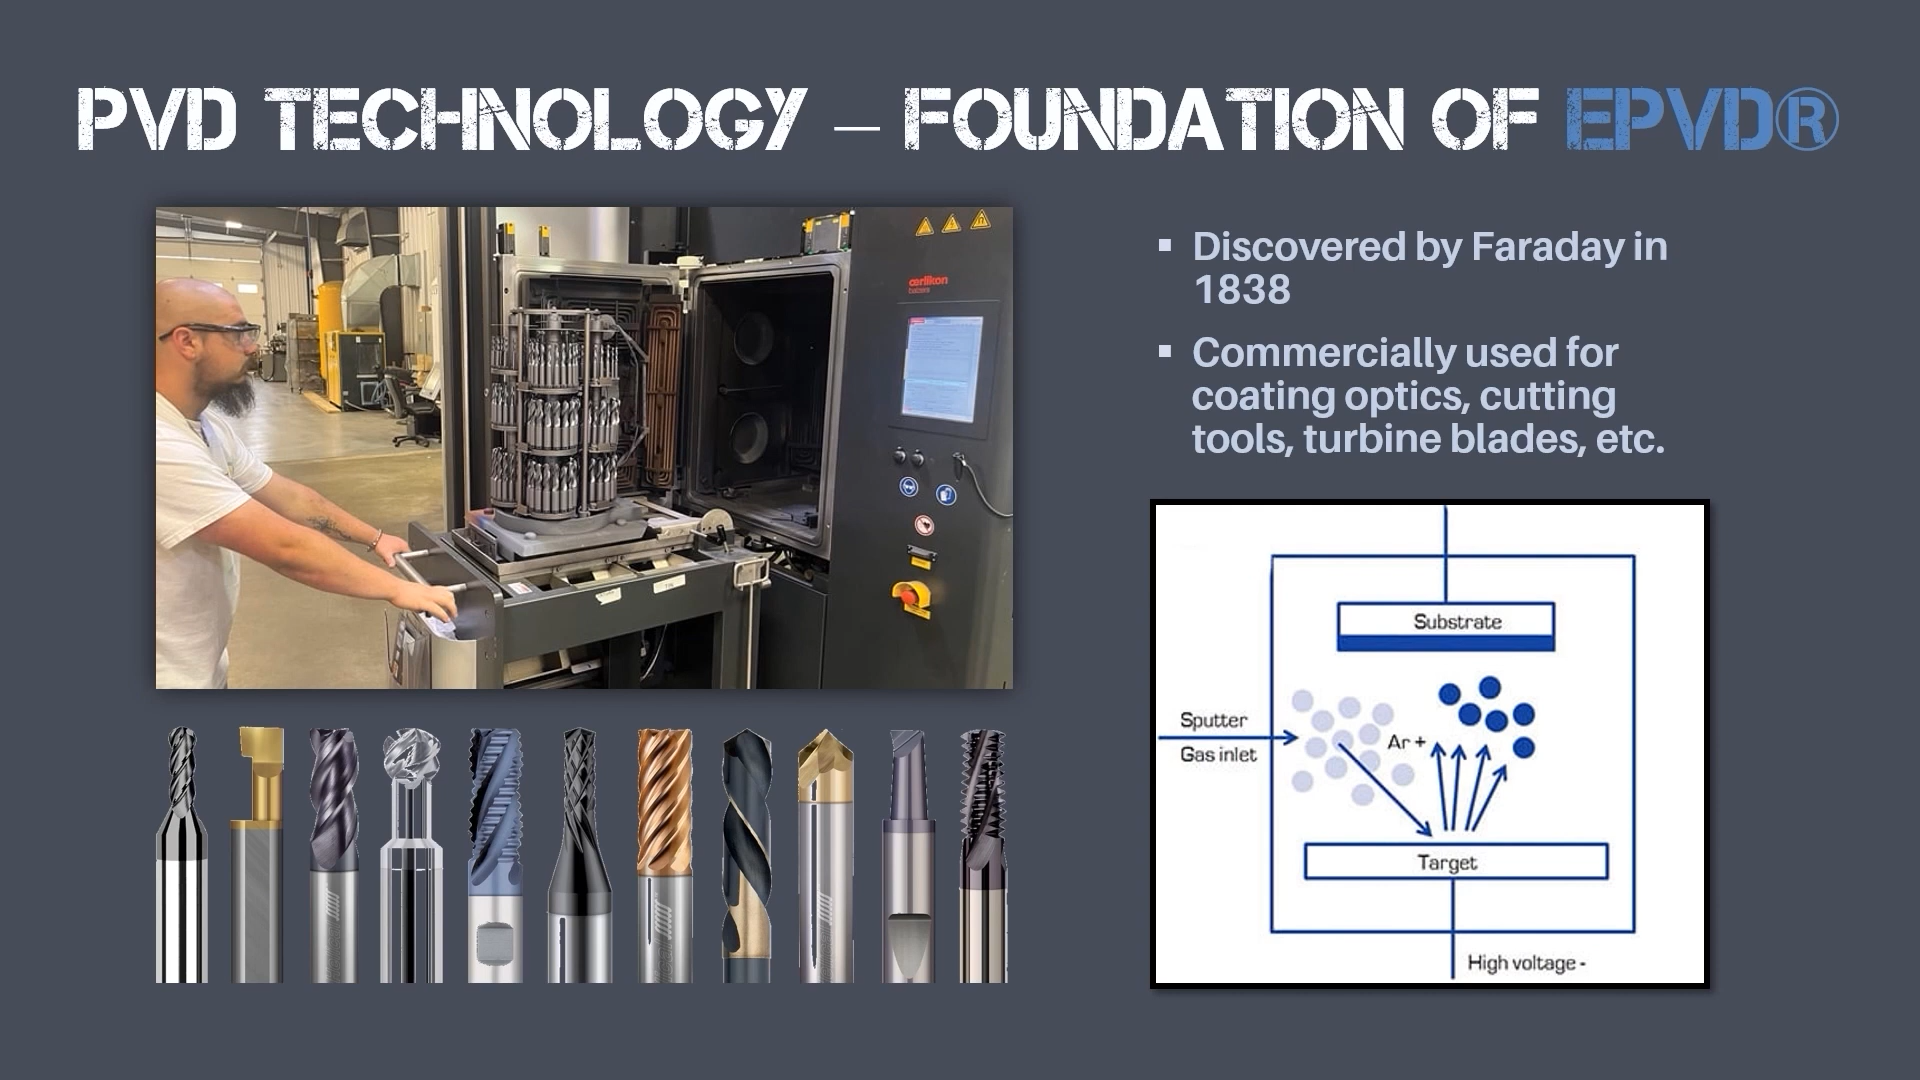 PVD TECHNOLOGY – FOUNDATION OF EPVD®
oerlikon
balzers
▪ Discovered by Faraday in
1838
▪ Commercially used for
coating optics, cutting
tools, turbine blades, etc.
Substrate
Sputter
Gas inlet
Ar +
Target
High voltage -